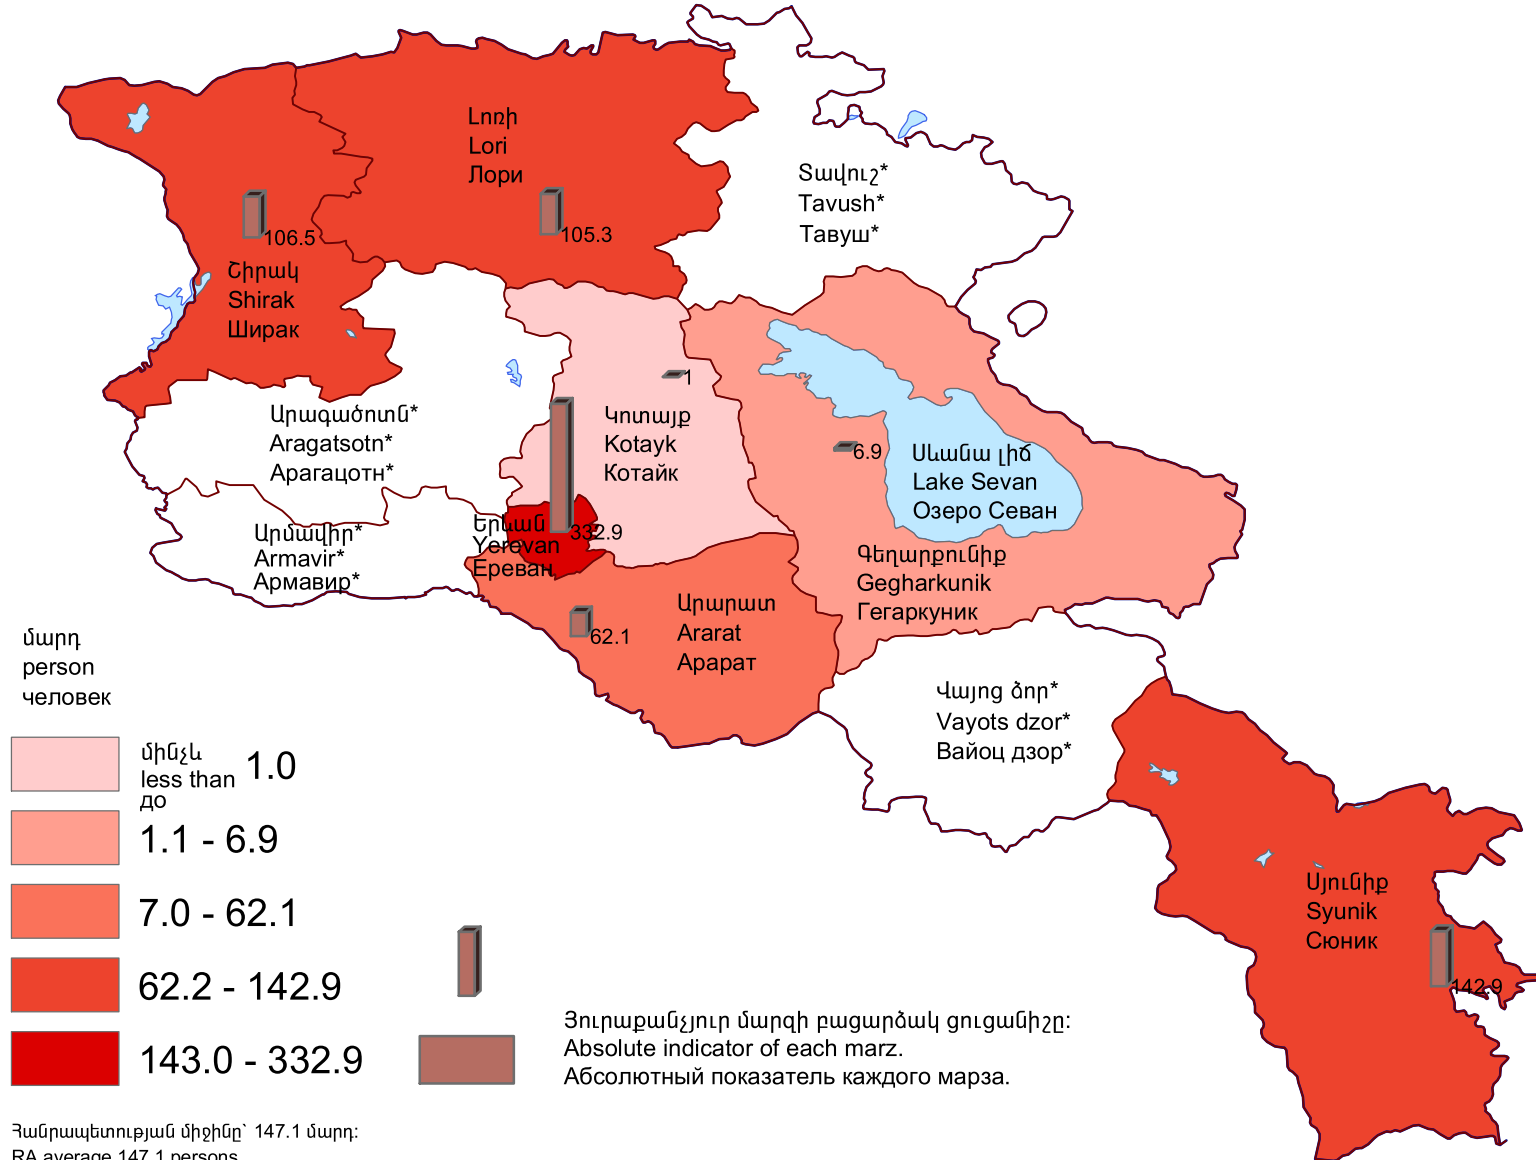 Լոռի
Lori
Лори
105.3
Տավուշ*
Tavush*
Тавуш*
106.5
Շիրակ
Shirak
Ширак
Արագածոտն*
Aragatsotn*
Арагацотн*
1
Կոտայք
Kotayk
Котайк
6.9
Սևանա լիճ
Lake Sevan
Озеро Севан
Արմավիր*
Armavir*
Армавир*
Երևան
Yerevan
Ереван
332.9
Գեղարքունիք
Gegharkunik
Гегаркуник
62.1
Արարատ
Ararat
Арарат
Վայոց ձոր*
Vayots dzor*
Вайоц дзор*
Սյունիք
Syunik
Сюник
142.9
մարդ
person
человек
մինչև
less than 1.0
до
1.1 - 6.9
7.0 - 62.1
62.2 - 142.9
143.0 - 332.9
Յուրաքանչյուր մարզի բացարձակ ցուցանիշը:
Absolute indicator of each marz.
Абсолютный показатель каждого марза.
Հանրապետության միջինը` 147.1 մարդ:
RA average 147.1 persons